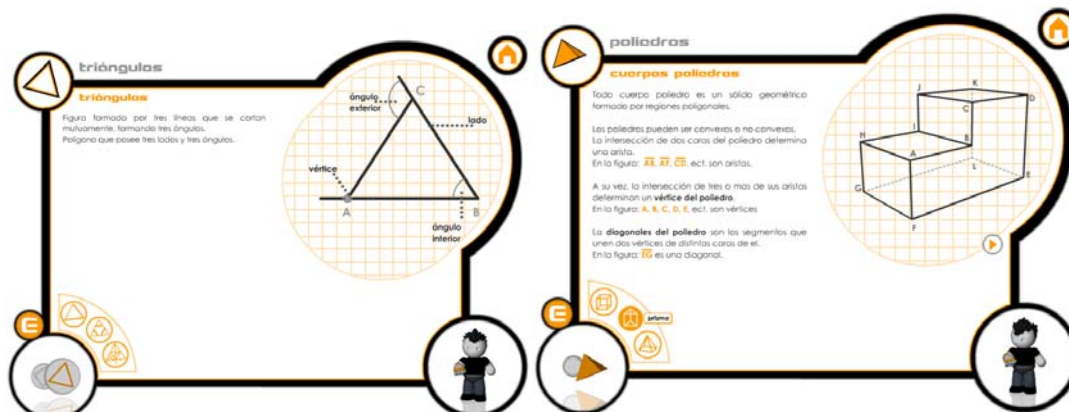 triángulos
triángulos
Figura formada por tres líneas que se cortan
mutuamente, formando tres ángulos.
Polígono que posee tres lados y tres ángulos.
ángulo
exterior
C
lado
vértice
A
B
ángulo
interior
E
poliedros
cuerpos poliedros
Todo cuerpo poliedro es un sólido geométrico
formado por regiones poligonales.
Los poliedros pueden ser convexos o no convexos.
La intersección de dos caras del poliedro determina
una arista.
En la figura: AB, AF, CD, ect. son aristas.
A su vez, la intersección de tres o mas de sus aristas
determinan un vértice del poliedro.
En la figura: A, B, C, D, E, ect. son vértices
La diagonales del poliedro son los segmentos que
unen dos vértices de distintas caras de el.
En la figura: EG es una diagonal.
J
K
D
C
I
H
B
A
L
G
E
F
prisma
E